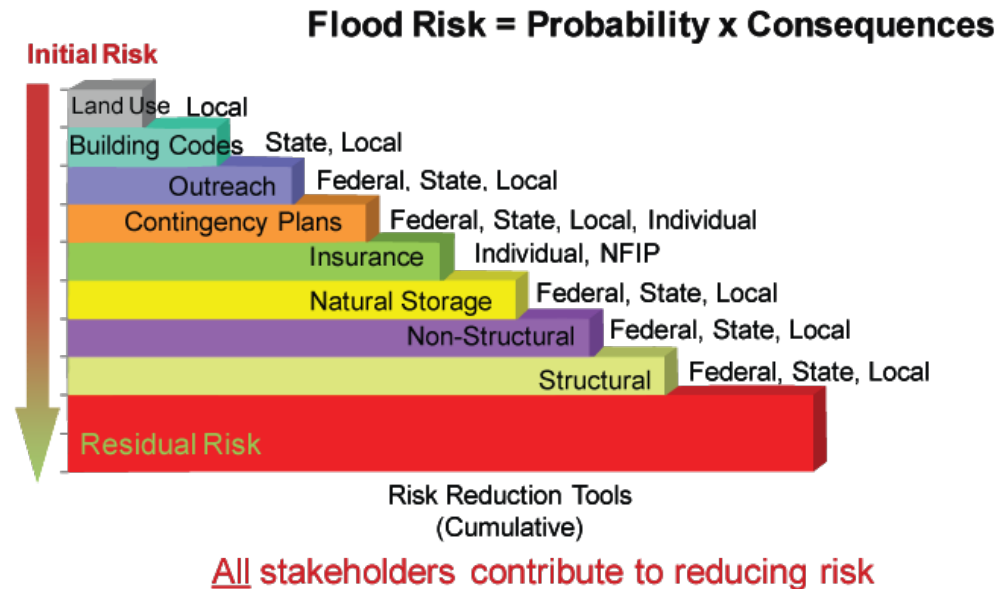 Flood Risk = Probability x Consequences
Initial Risk
Land Use Local
Building Codes State, Local
Outreach Federal, State, Local
Contingency Plans Federal, State, Local, Individual
Insurance Individual, NFIP
Natural Storage Federal, State, Local
Non-Structural Federal, State, Local
Structural Federal, State, Local
Residual Risk
Risk Reduction Tools
(Cumulative)
All stakeholders contribute to reducing risk